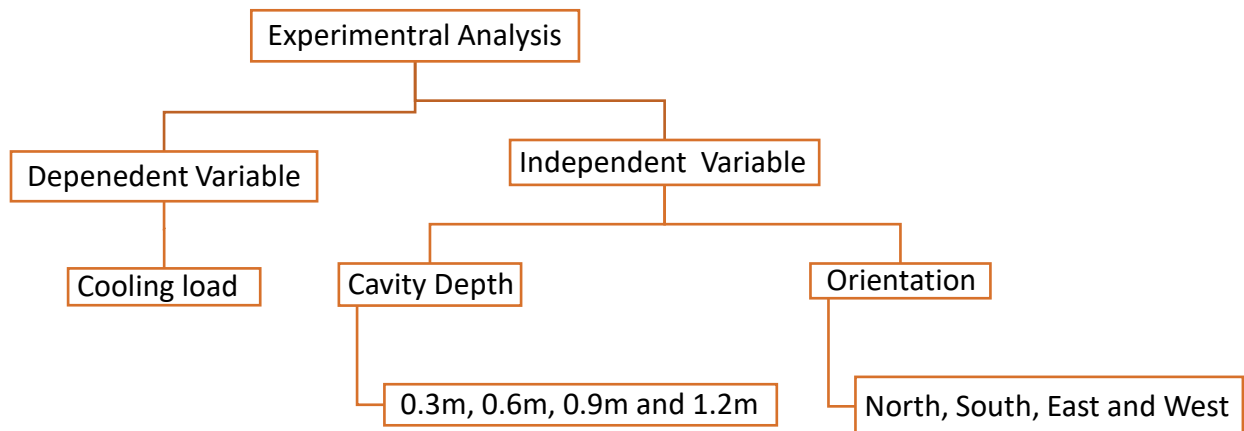 Experimentral Analysis
Depenedent Variable
Independent Variable
Cooling load
Cavity Depth
Orientation
0.3m, 0.6m, 0.9m and 1.2m
North, South, East and West